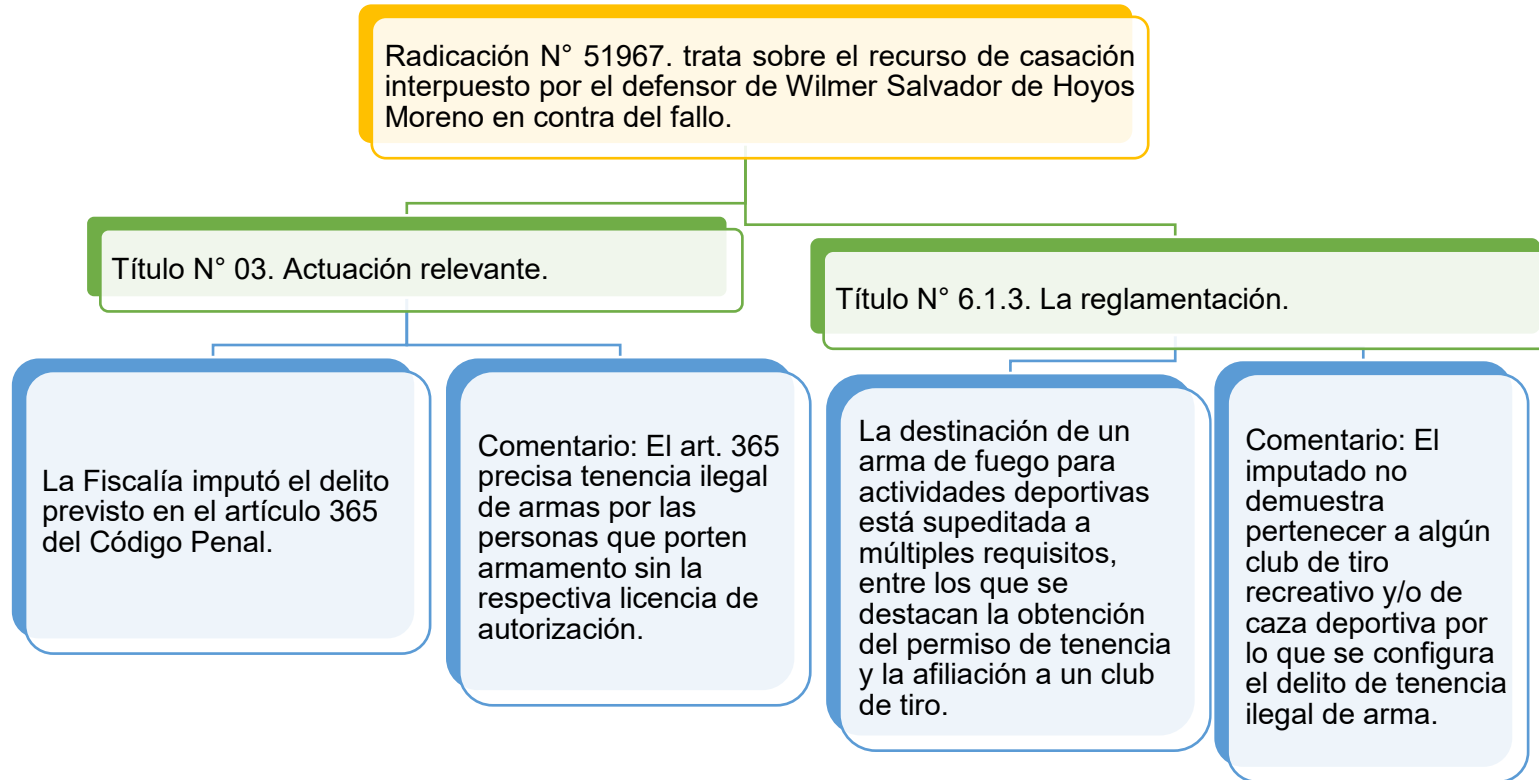 Radicación N° 51967. trata sobre el recurso de casación
interpuesto por el defensor de Wilmer Salvador de Hoyos
Moreno en contra del fallo.
Título N° 03. Actuación relevante.
Título N° 6.1.3. La reglamentación.
La Fiscalía imputó el delito
previsto en el artículo 365
del Código Penal.
Comentario: El art. 365
precisa tenencia ilegal
de armas por las
personas que porten
armamento sin la
respectiva licencia de
autorización.
La destinación de un
arma de fuego para
actividades deportivas
está supeditada a
múltiples requisitos,
entre los que se
destacan la obtención
del permiso de tenencia
y la afiliación a un club
de tiro.
Comentario: El
imputado no
demuestra
pertenecer a algún
club de tiro
recreativo y/o de
caza deportiva por
lo que se configura
el delito de tenencia
ilegal de arma.